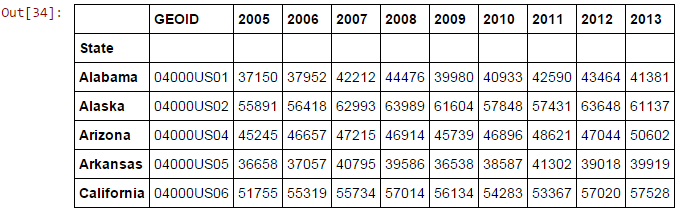 Out[34]:
GEOID 2005 2006 2007 2008 2009 2010 2011 2012 2013
State
Alabama 04000US01 37150 37952 42212 44476 39980 40933 42590 43464 41381
Alaska 04000US02 55891 56418 62993 63989 61604 57848 57431 63648 61137
Arizona 04000US04 45245 46657 47215 46914 45739 46896 48621 47044 50602
Arkansas 04000US05 36658 37057 40795 39586 36538 38587 41302 39018 39919
California 04000US06 51755 55319 55734 57014 56134 54283 53367 57020 57528